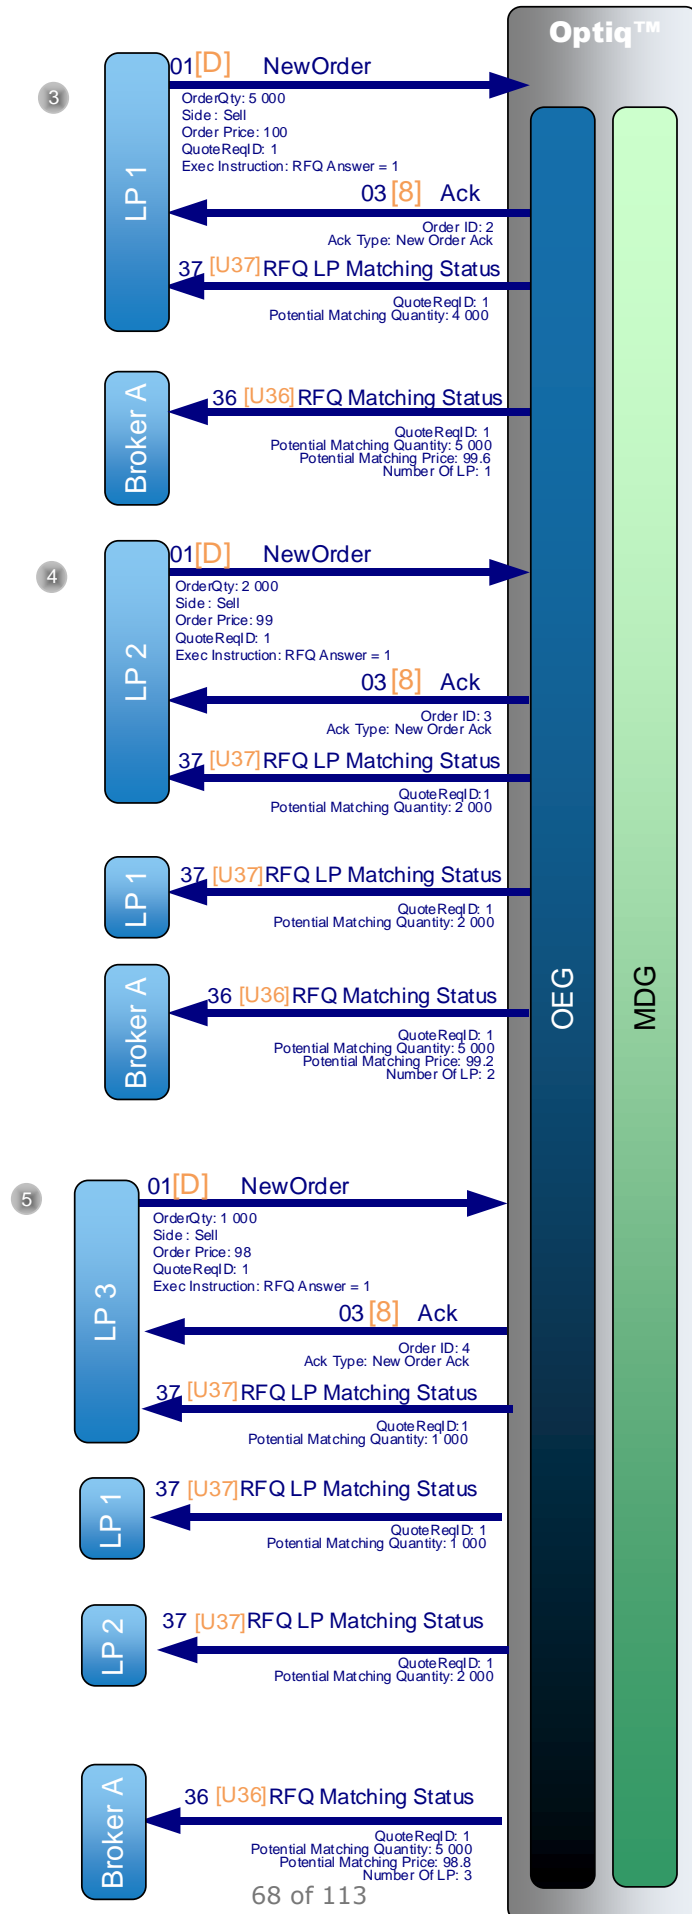 Optiq™
3
LP 1
01[D] NewOrder
OrderQty: 5 000
Side : Sell
Order Price: 100
QuoteReqID: 1
Exec Instruction: RFQ Answer = 1
03 [8] Ack
Order ID: 2
Ack Type: New Order Ack
37 [U37] RFQ LP Matching Status
QuoteReqID: 1
Potential Matching Quantity: 4 000
Broker A
36 [U36] RFQ Matching Status
QuoteReqID: 1
Potential Matching Quantity: 5 000
Potential Matching Price: 99.6
Number Of LP: 1
4
LP 2
01[D] NewOrder
OrderQty: 2 000
Side : Sell
Order Price: 99
QuoteReqID: 1
Exec Instruction: RFQ Answer = 1
03 [8] Ack
Order ID: 3
Ack Type: New Order Ack
37 [U37] RFQ LP Matching Status
QuoteReqID:1
Potential Matching Quantity: 2 000
LP 1
37 [U37] RFQ LP Matching Status
QuoteReqID: 1
Potential Matching Quantity: 2 000
Broker A
36 [U36] RFQ Matching Status
QuoteReqID: 1
Potential Matching Quantity: 5 000
Potential Matching Price: 99.2
Number Of LP: 2
OEG
MDG
5
LP 3
01[D] NewOrder
OrderQty: 1 000
Side : Sell
Order Price: 98
QuoteReqID: 1
Exec Instruction: RFQ Answer = 1
03 [8] Ack
Order ID: 4
Ack Type: New Order Ack
37 [U37] RFQ LP Matching Status
QuoteReqID:1
Potential Matching Quantity: 1 000
LP 1
37 [U37] RFQ LP Matching Status
QuoteReqID: 1
Potential Matching Quantity: 1 000
LP 2
37 [U37] RFQ LP Matching Status
QuoteReqID: 1
Potential Matching Quantity: 2 000
Broker A
36 [U36] RFQ Matching Status
QuoteReqID: 1
Potential Matching Quantity: 5 000
Potential Matching Price: 98.8
Number Of LP: 3
68 of 113